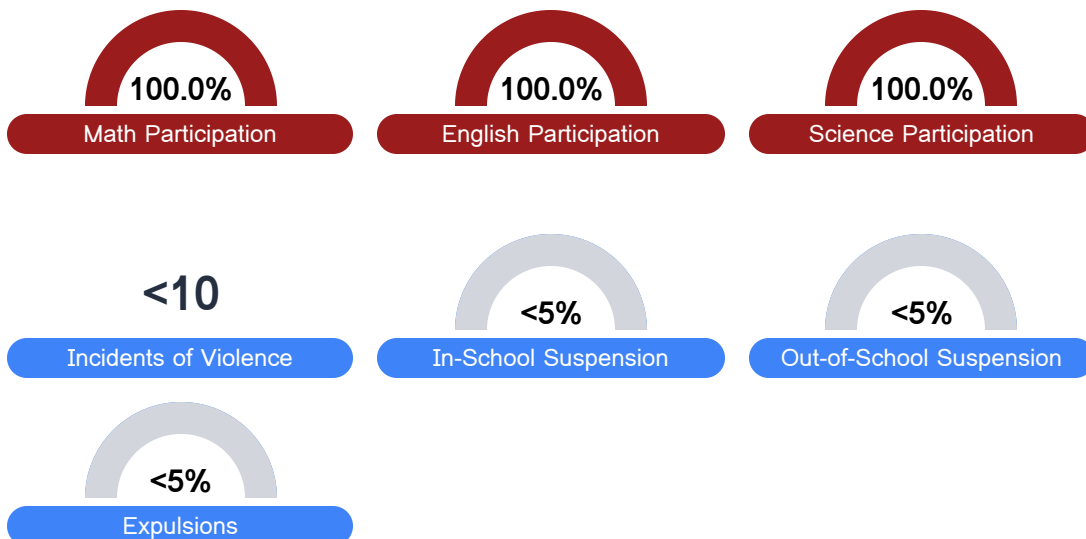 100.0%
100.0%
100.0%
Math Participation
English Participation
Science Participation
<10
<5%
<5%
Incidents of Violence
In-School Suspension
Out-of-School Suspension
<5%
Expulsions